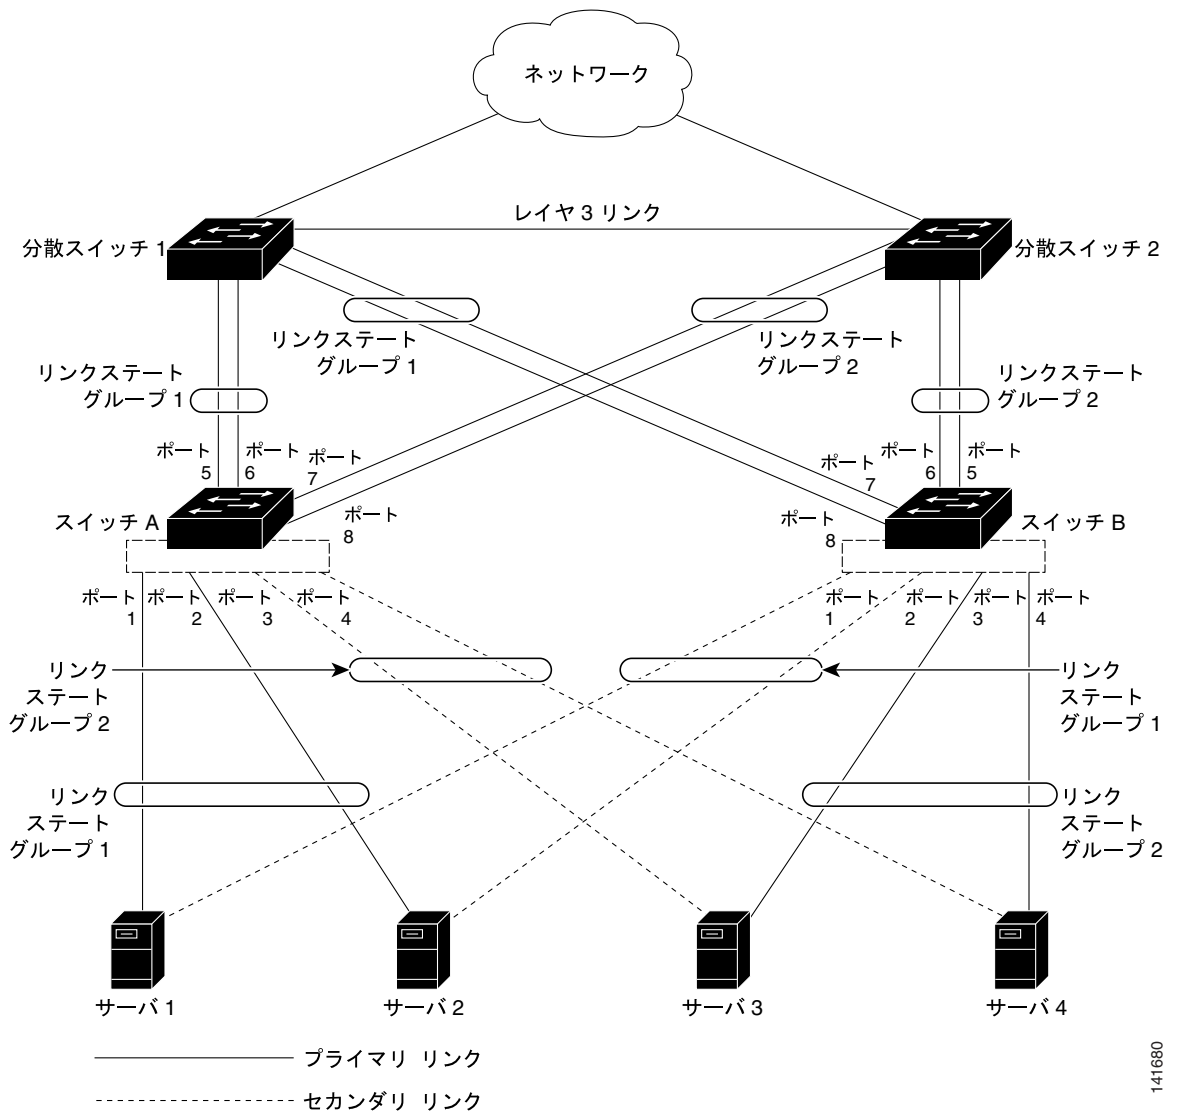 ネットワーク
レイヤ 3 リンク
分散スイッチ 1
分散スイッチ 2
リンクステート
グループ 1
リンクステート
グループ 2
リンクステート
グループ 1
リンクステート
グループ 2
ポート
5
ポート
6
ポート
7
ポート
8
ポート
7
ポート
6
ポート
5
ポート
8
スイッチ A
スイッチ B
ポート
1
ポート
2
ポート
3
ポート
4
ポート
1
ポート
2
ポート
3
ポート
4
リンク
ステート
グループ 2
リンク
ステート
グループ 1
リンク
ステート
グループ 1
リンク
ステート
グループ 2
サーバ 1
サーバ 2
サーバ 3
サーバ 4
プライマリ リンク
セカンダリ リンク
141680